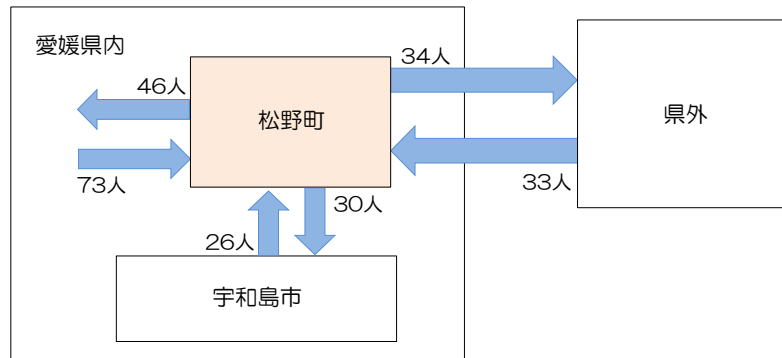 愛媛県内
34人
46人
松野町
県外
73人
33人
30人
26人
宇和島市